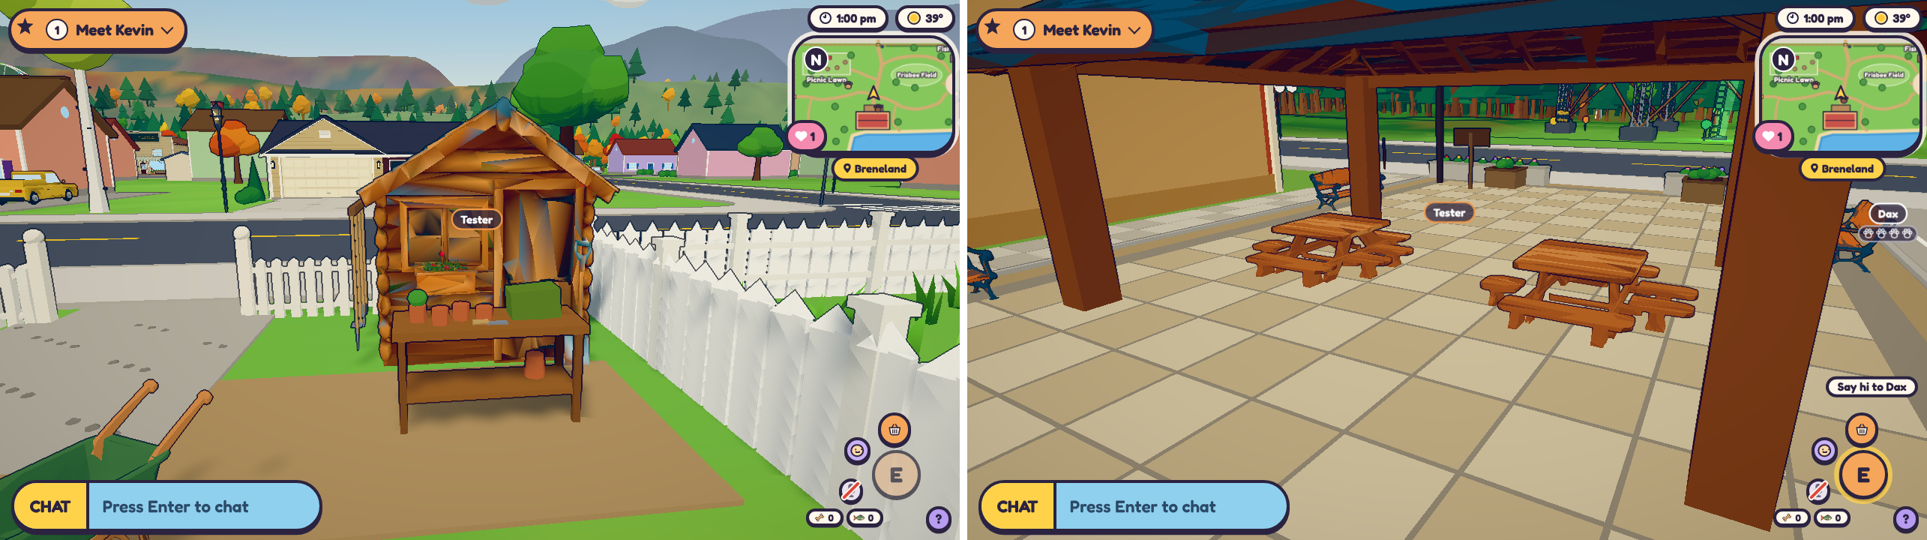 1 Meet Kevin
1:00 pm
39°
N
Picnic Lawn
Frisbee Field
1
Breneland
Tester
E
CHAT Press Enter to chat
0 0
?
1 Meet Kevin
1:00 pm
39°
N
Picnic Lawn
Frisbee Field
1
Breneland
Tester
Dax
Say hi to Dax
E
CHAT Press Enter to chat
0 0
?